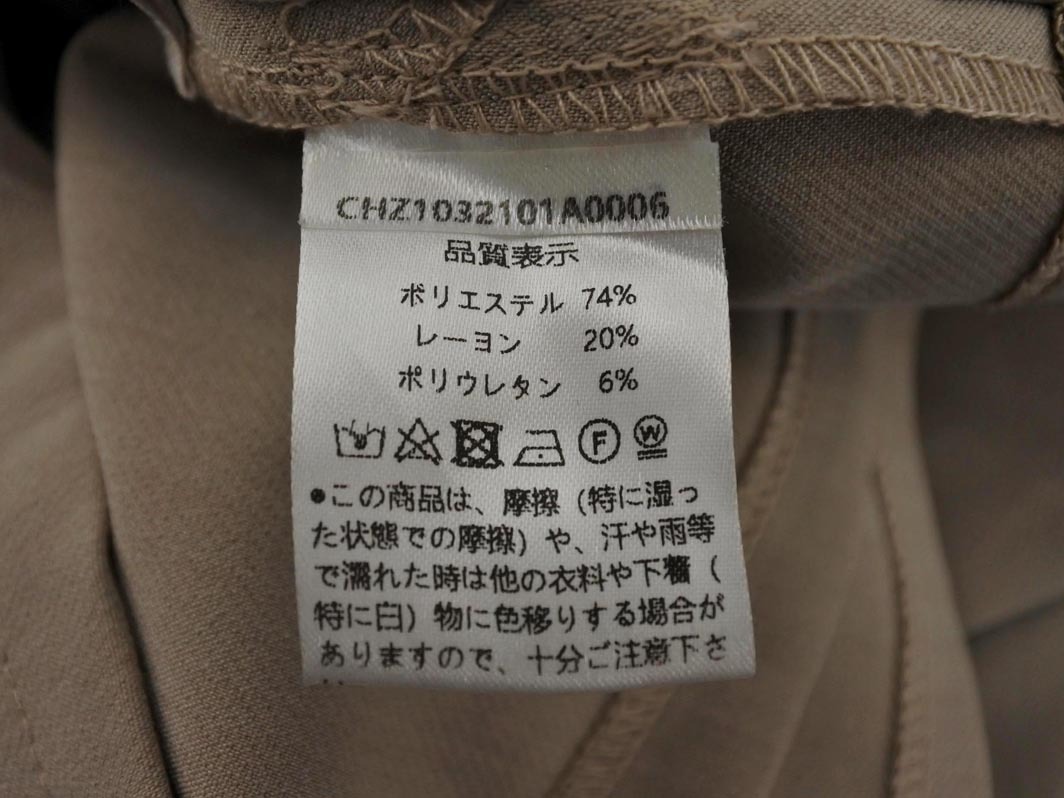 CHZ1032101A0006
品質表示
ポリエステル 74%
レーヨン 20%
ポリウレタン 6%
F W
●この商品は、摩擦（特に湿っ
た状態での摩擦）や、汗や雨等
で濡れた時は他の衣料や下着（
特に白）物に色移りする場合が
ありますので、十分ご注意下さ